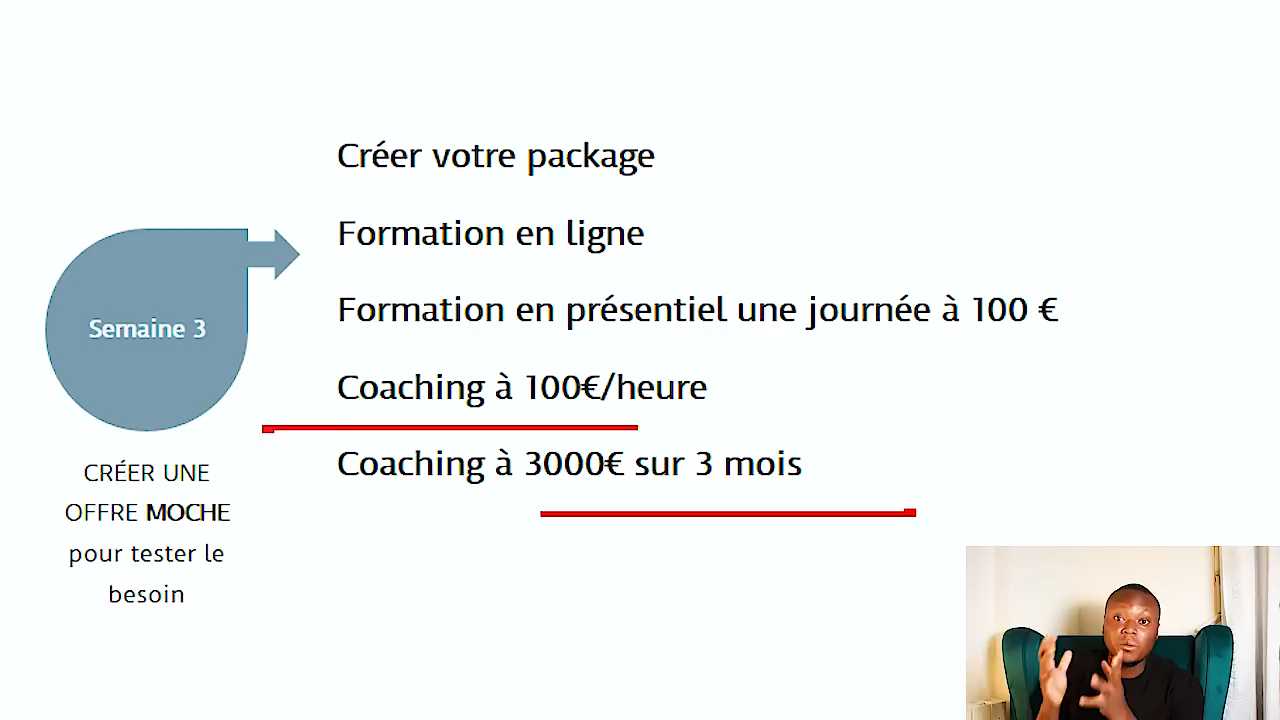 Créer votre package
Formation en ligne
Formation en présentiel une journée à 100 €
Coaching à 100€/heure
Coaching à 3000€ sur 3 mois
Semaine 3
CRÉER UNE
OFFRE MOCHE
pour tester le
besoin